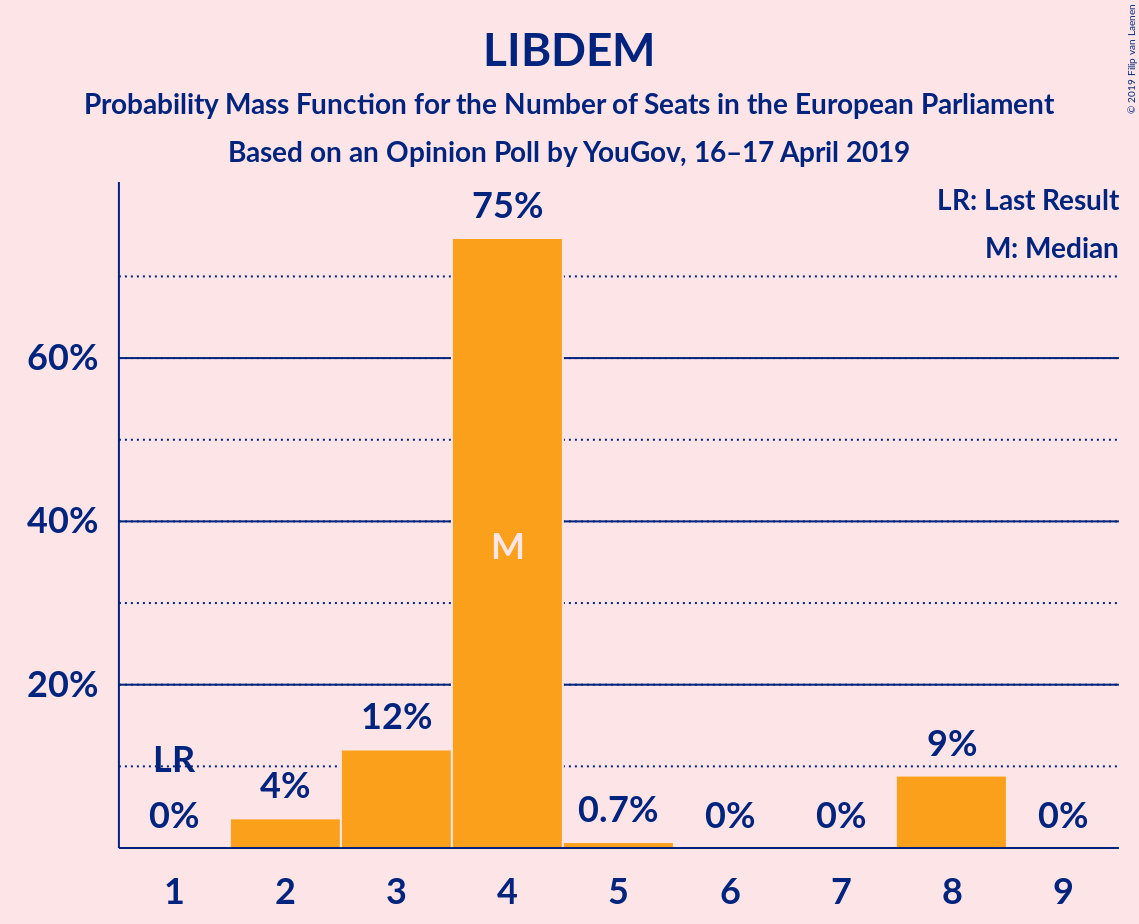 LIBDEM
Probability Mass Function for the Number of Seats in the European Parliament
Based on an Opinion Poll by YouGov, 16–17 April 2019
© 2019 Filip van Laenen
LR: Last Result
M: Median
75%
60%
40%
M
20%
12%
9%
LR
4%
0%
0.7%
0%
0%
0%
1 2 3 4 5 6 7 8 9